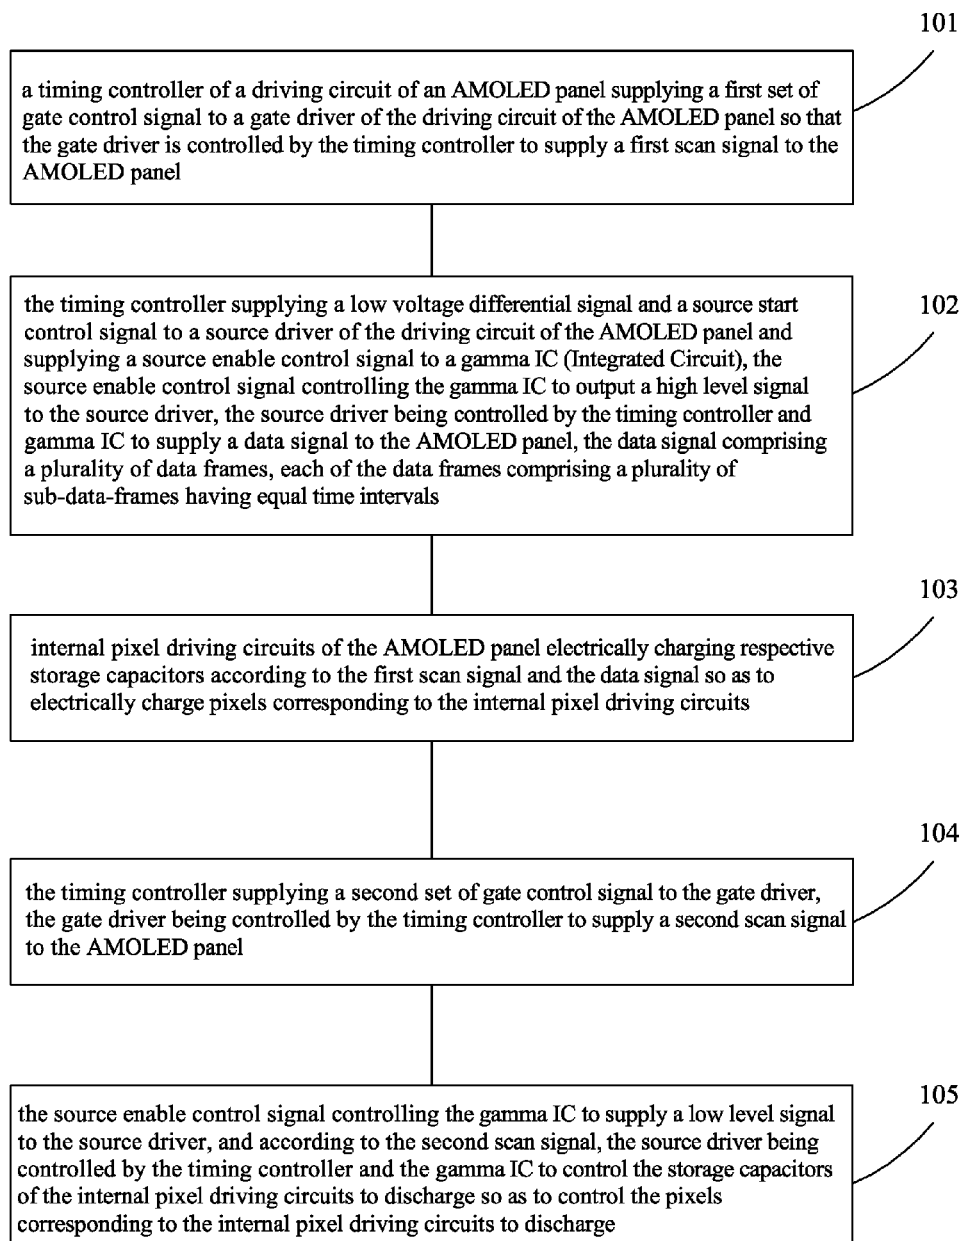 101
a timing controller of a driving circuit of an AMOLED panel supplying a first set of
gate control signal to a gate driver of the driving circuit of the AMOLED panel so that
the gate driver is controlled by the timing controller to supply a first scan signal to the
AMOLED panel
102
the timing controller supplying a low voltage differential signal and a source start
control signal to a source driver of the driving circuit of the AMOLED panel and
supplying a source enable control signal to a gamma IC (Integrated Circuit), the
source enable control signal controlling the gamma IC to output a high level signal
to the source driver, the source driver being controlled by the timing controller and
gamma IC to supply a data signal to the AMOLED panel, the data signal comprising
a plurality of data frames, each of the data frames comprising a plurality of
sub-data-frames having equal time intervals
103
internal pixel driving circuits of the AMOLED panel electrically charging respective
storage capacitors according to the first scan signal and the data signal so as to
electrically charge pixels corresponding to the internal pixel driving circuits
104
the timing controller supplying a second set of gate control signal to the gate driver,
the gate driver being controlled by the timing controller to supply a second scan signal
to the AMOLED panel
105
the source enable control signal controlling the gamma IC to supply a low level signal
to the source driver, and according to the second scan signal, the source driver being
controlled by the timing controller and the gamma IC to control the storage capacitors
of the internal pixel driving circuits to discharge so as to control the pixels
corresponding to the internal pixel driving circuits to discharge